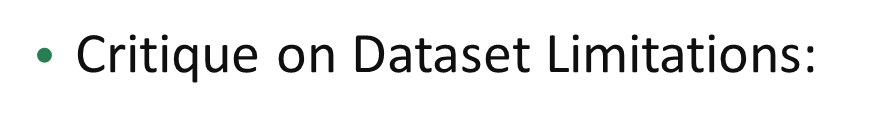 • Critique on Dataset Limitations: